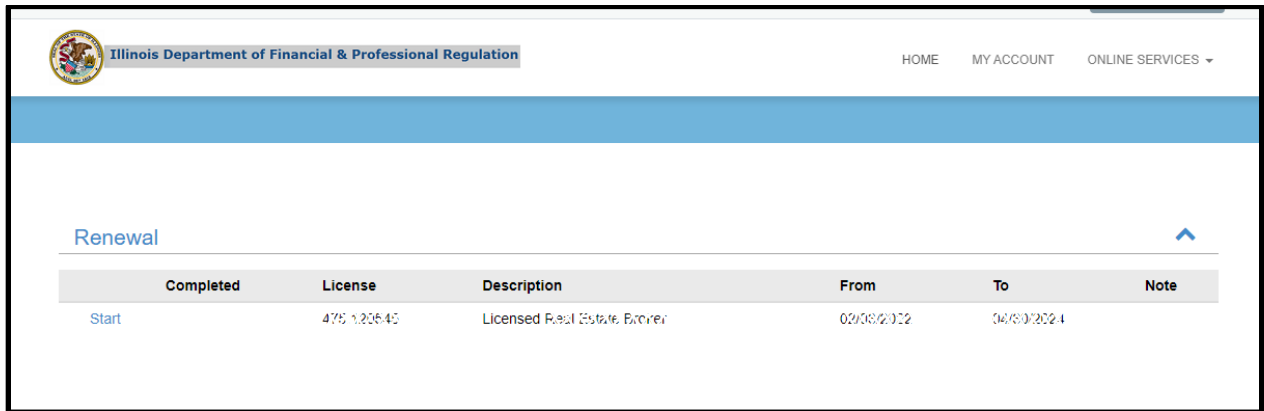 Illinois Department of Financial & Professional Regulation
HOME MY ACCOUNT ONLINE SERVICES
Renewal
Completed License Description From To Note
Start Licensed Real Estate Broker